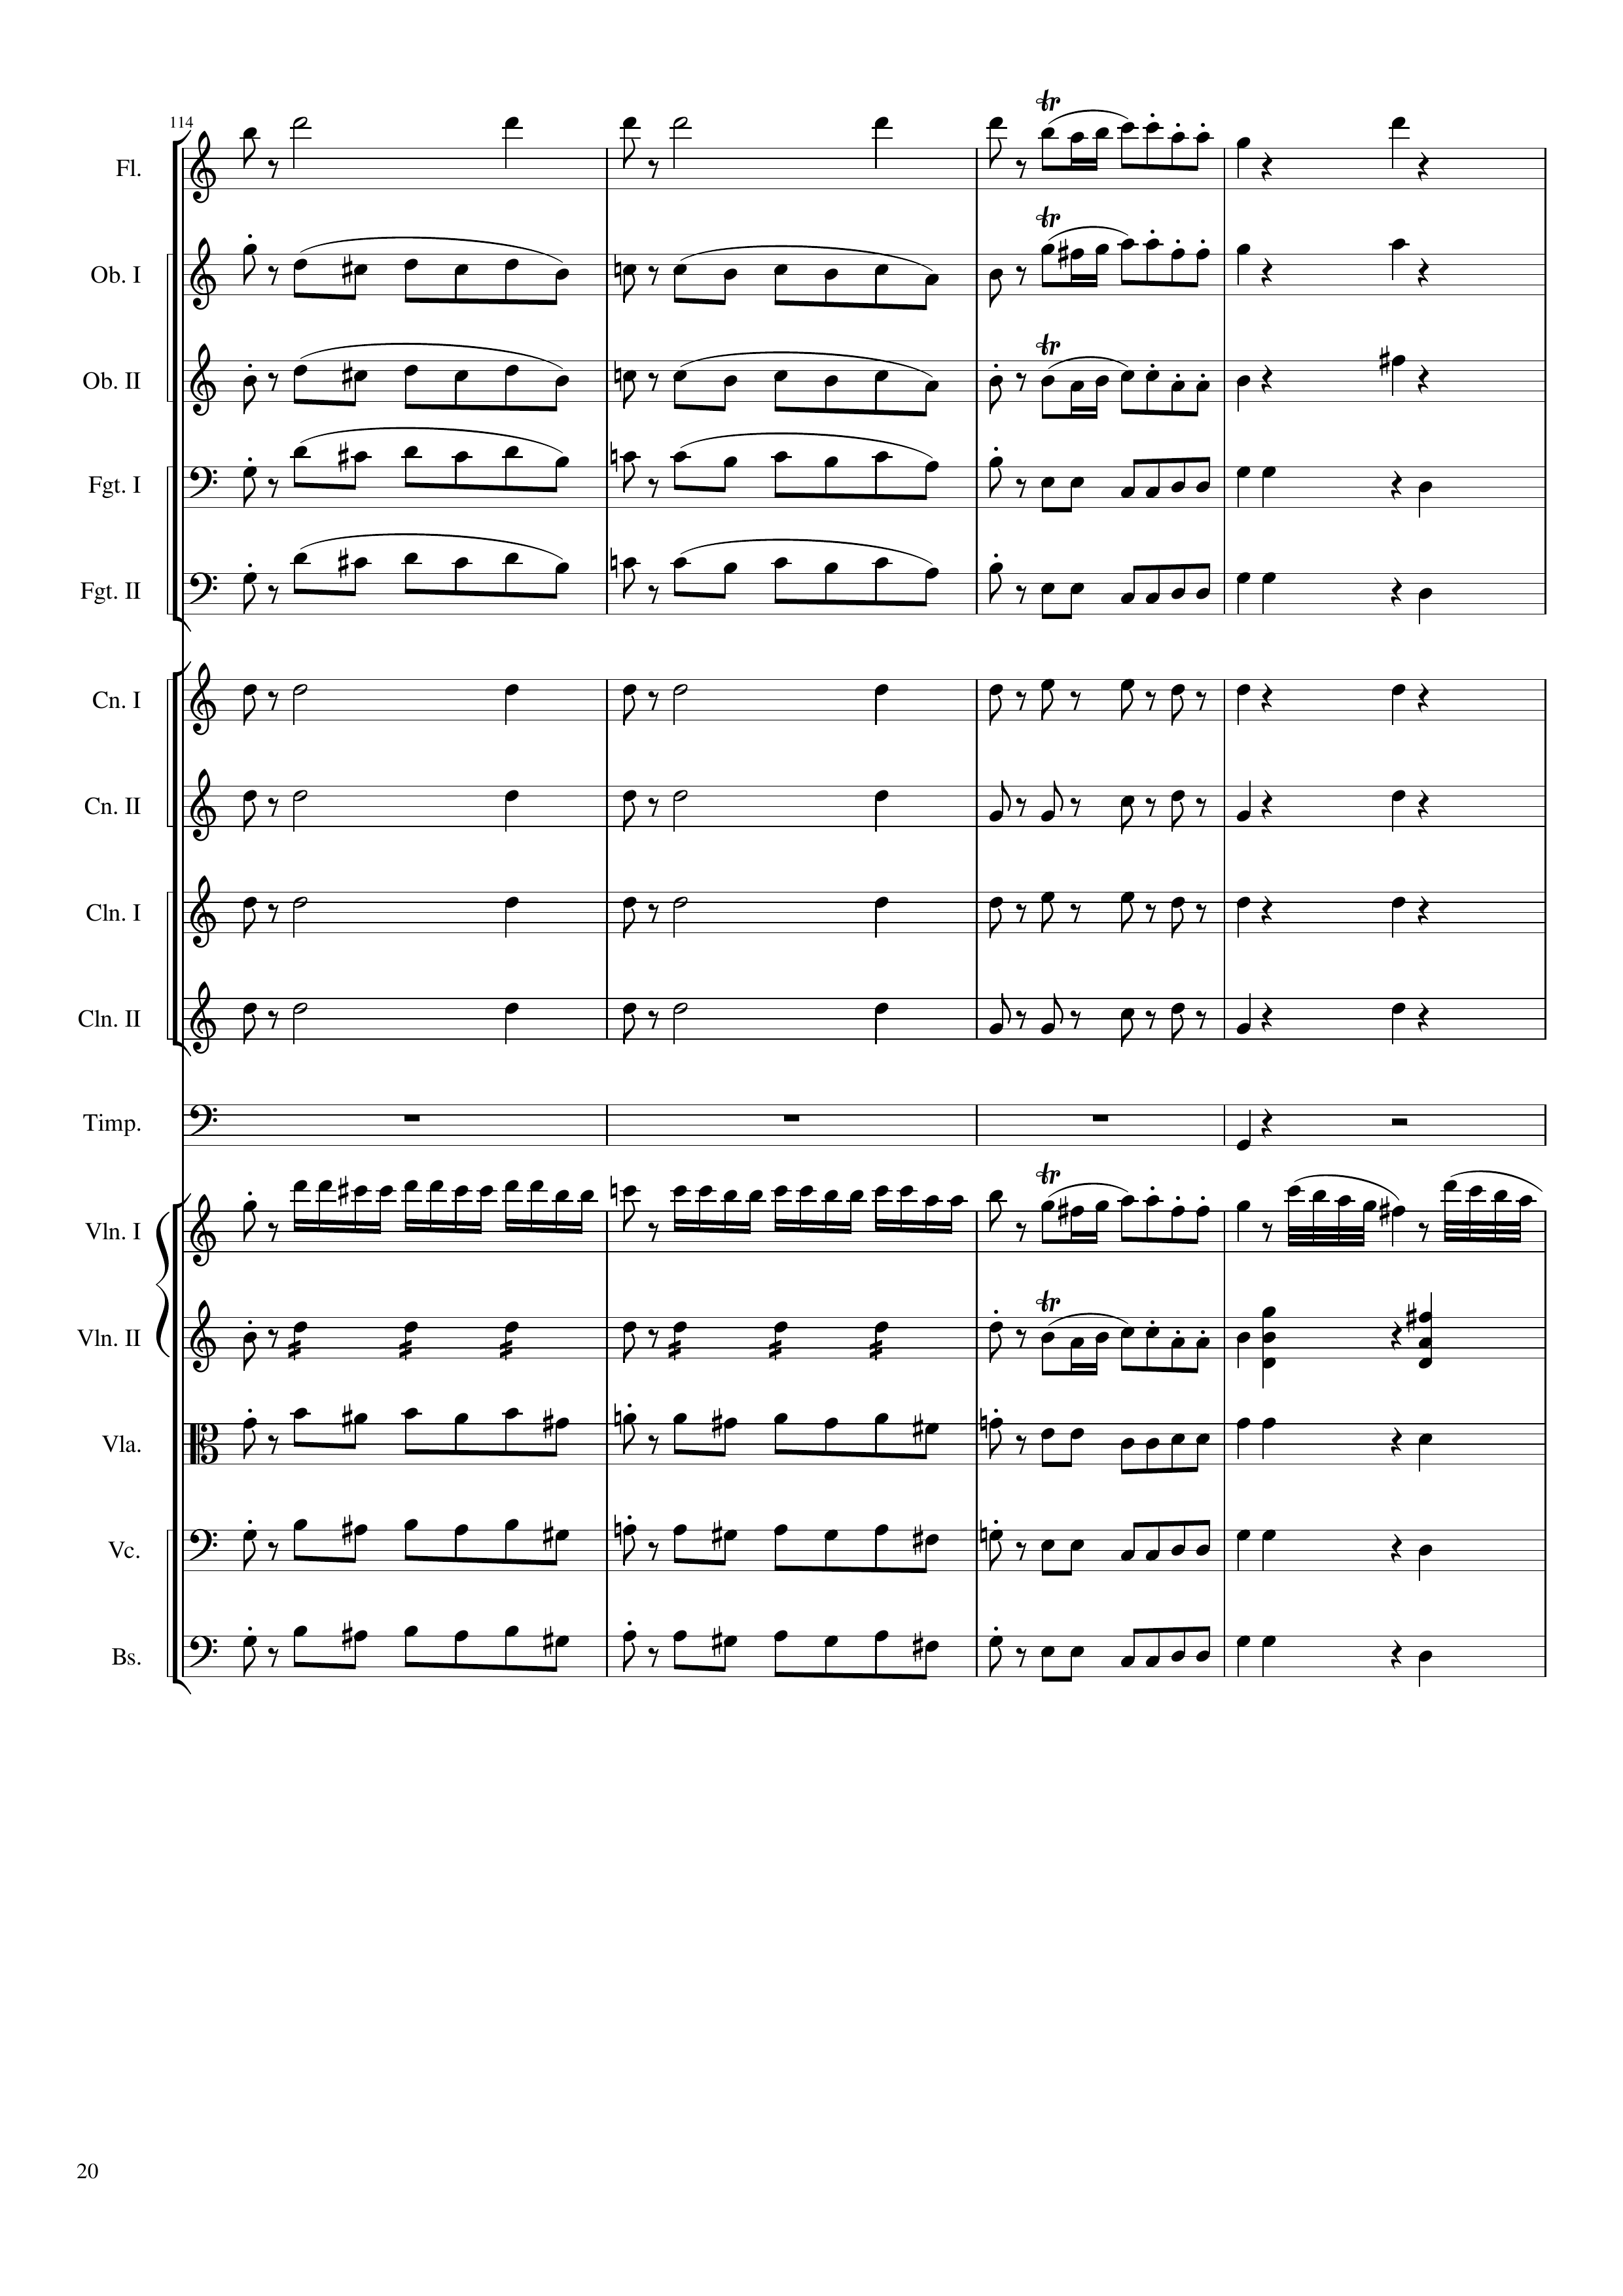 114
Fl.
Ob. I
Ob. II
Fgt. I
Fgt. II
Cn. I
Cn. II
Cln. I
Cln. II
Timp.
Vln. I
Vln. II
Vla.
Vc.
Bs.
20